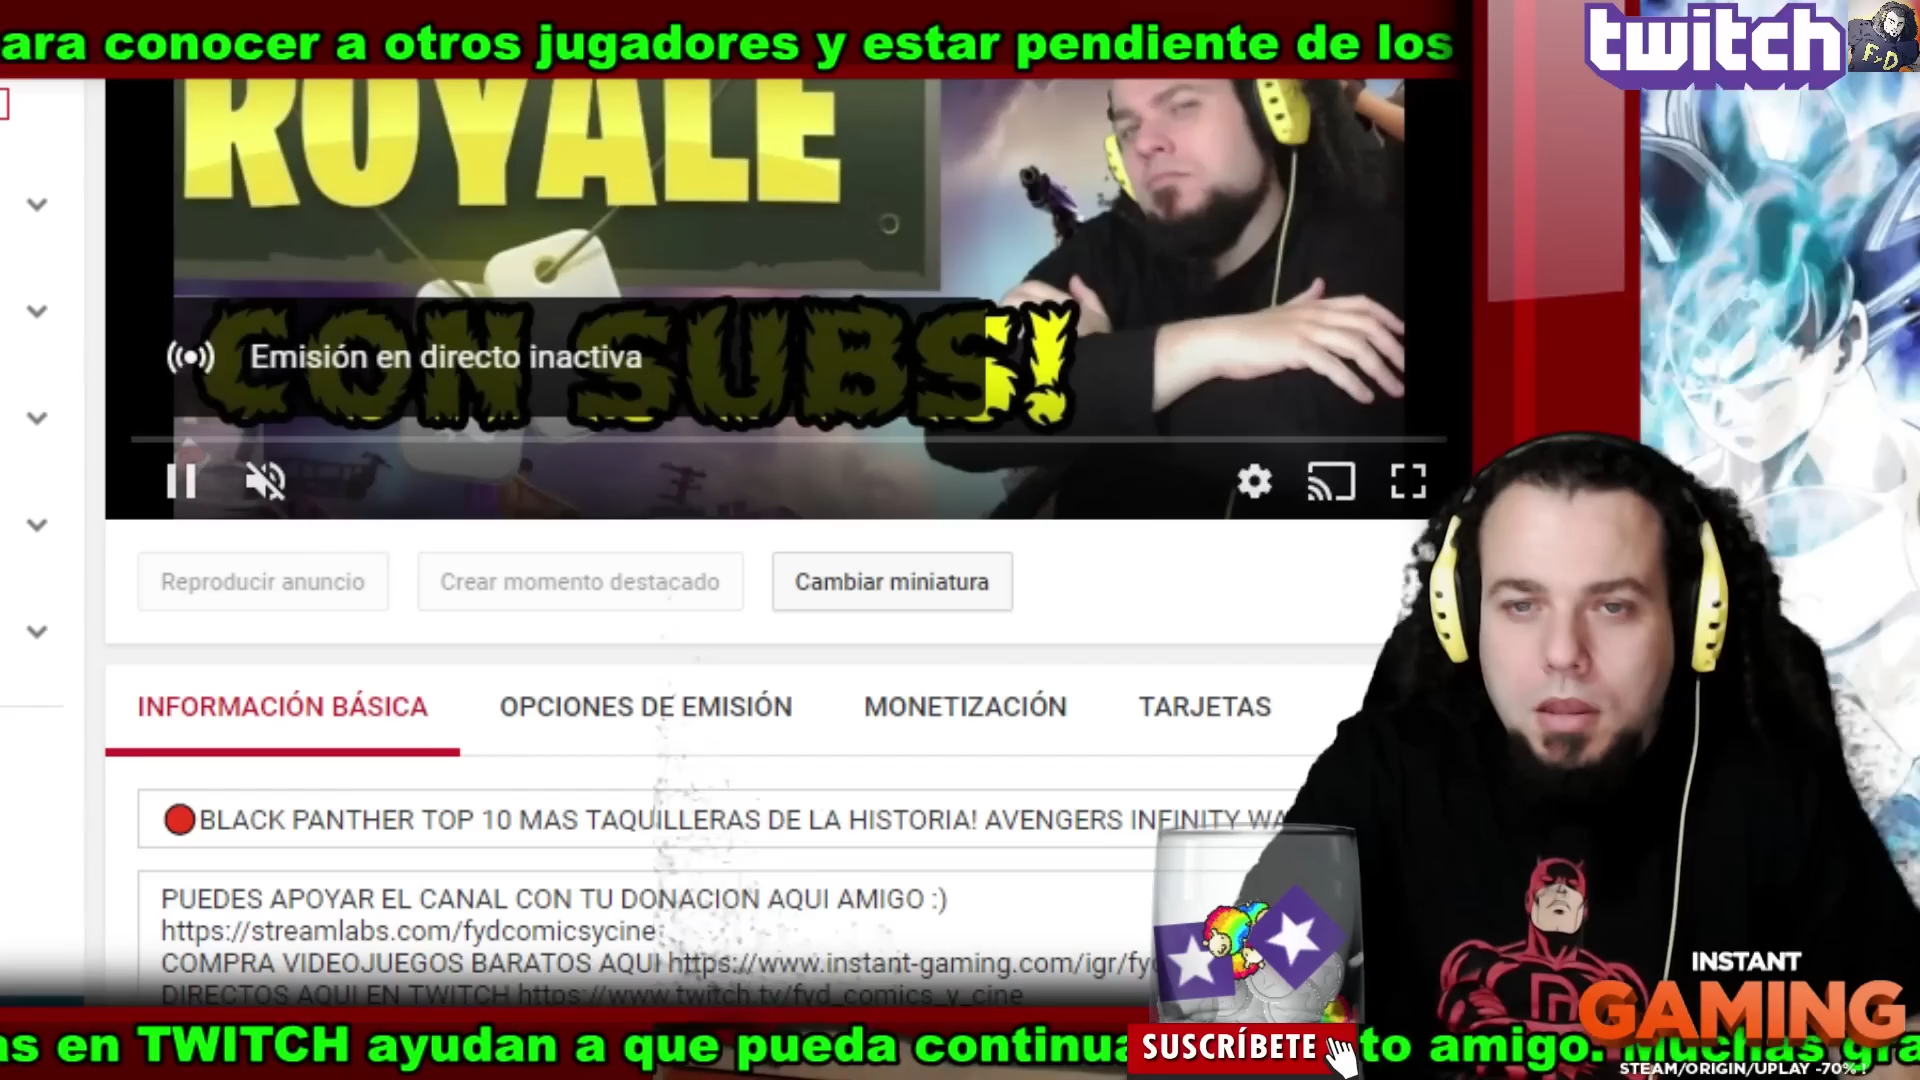 ara conocer a otros jugadores y estar pendiente de los
twitch
FyD
ROYALE
CON SUBS!
Emisión en directo inactiva
Reproducir anuncio
Crear momento destacado
Cambiar miniatura
INFORMACIÓN BÁSICA
OPCIONES DE EMISIÓN
MONETIZACIÓN
TARJETAS
BLACK PANTHER TOP 10 MAS TAQUILLERAS DE LA HISTORIA! AVENGERS INFINITY WA
PUEDES APOYAR EL CANAL CON TU DONACION AQUI AMIGO :)
https://streamlabs.com/fydcomicsycine
COMPRA VIDEOJUEGOS BARATOS AQUI https://www.instant-gaming.com/igr/fy
DIRECTOS AQUI EN TWITCH https://www.twitch.tv/fyd_comics_y_cine
INSTANT
GAMING
STEAM/ORIGIN/UPLAY -70% !
as en TWITCH ayudan a que pueda continua
SUSCRÍBETE
to amigo. Muchas gra